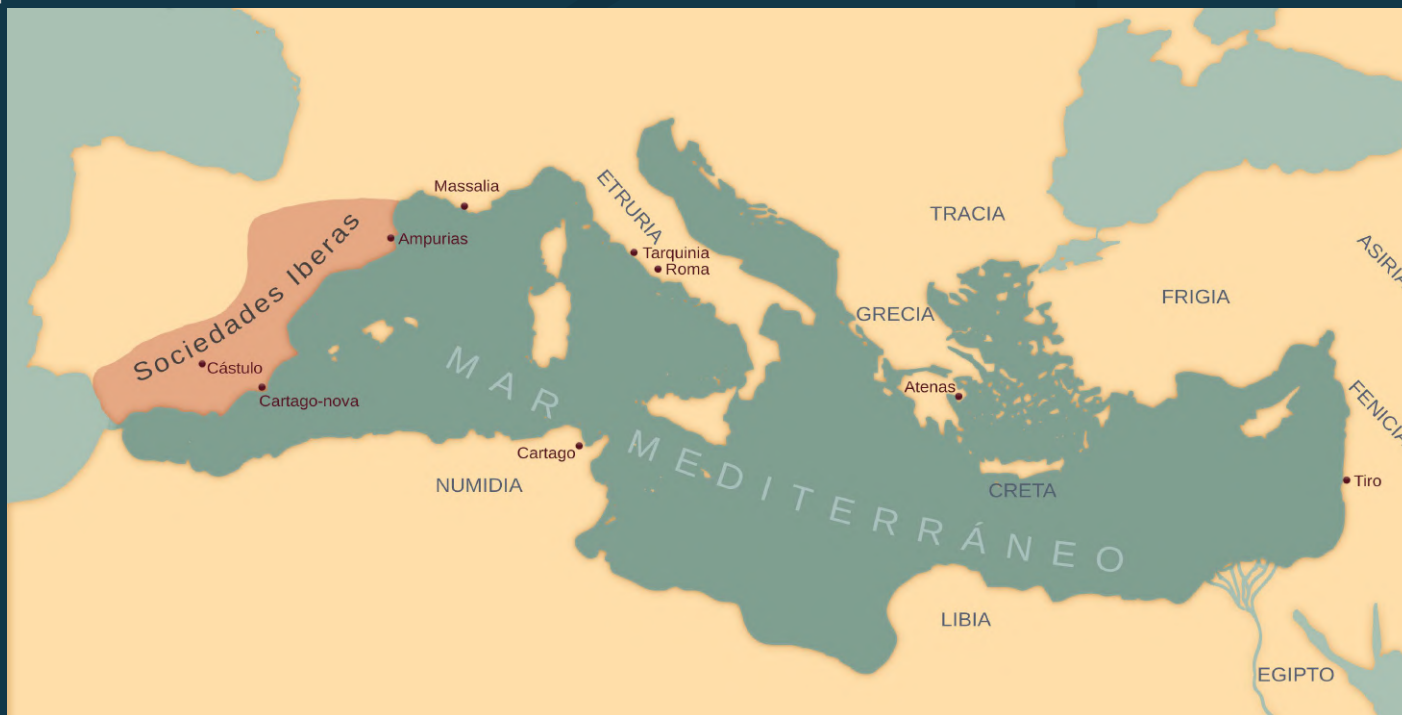 Massalia
ETRURIA
TRACIA
Ampurias
Tarquinia
Roma
ASIRIA
Sociedades Iberas
FRIGIA
GRECIA
Cástulo
Cartago-nova
MAR
MEDITERRÁNEO
Atenas
FENICIA
Cartago
NUMIDIA
CRETA
Tiro
LIBIA
EGIPTO